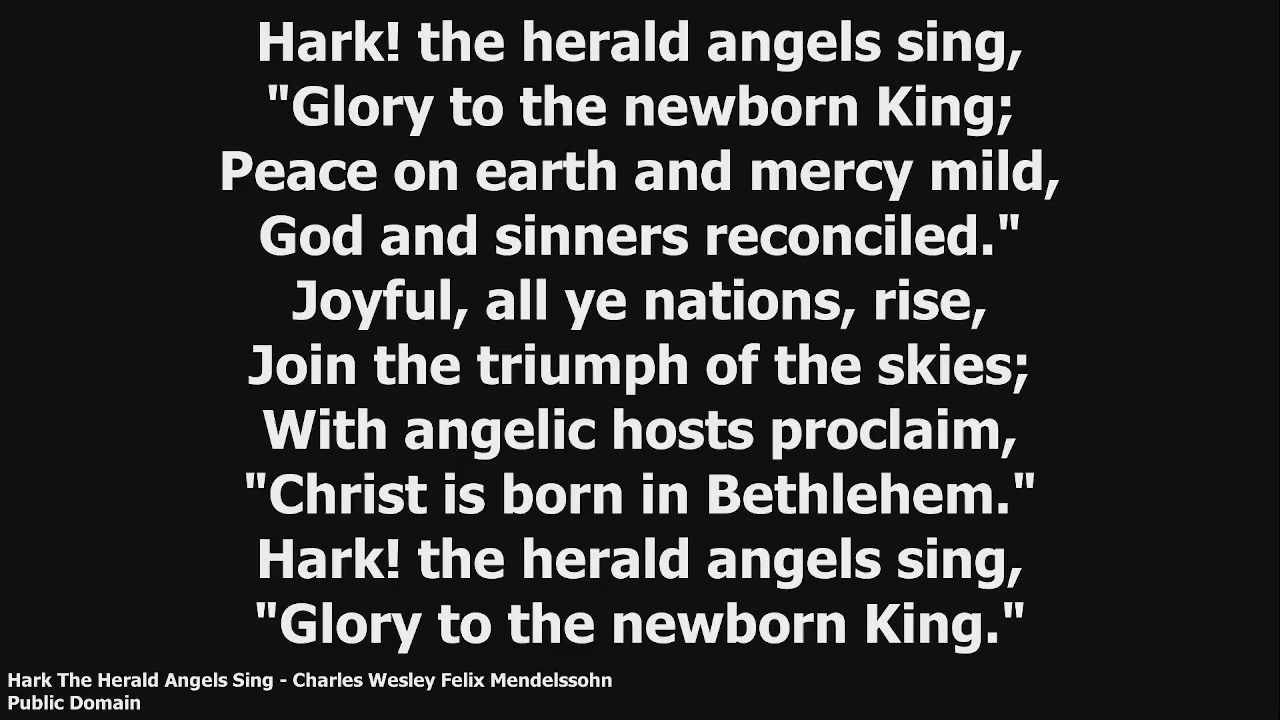 Hark! the herald angels sing,
"Glory to the newborn King;
Peace on earth and mercy mild,
God and sinners reconciled."
Joyful, all ye nations, rise,
Join the triumph of the skies;
With angelic hosts proclaim,
"Christ is born in Bethlehem."
Hark! the herald angels sing,
"Glory to the newborn King."
Hark The Herald Angels Sing - Charles Wesley Felix Mendelssohn
Public Domain